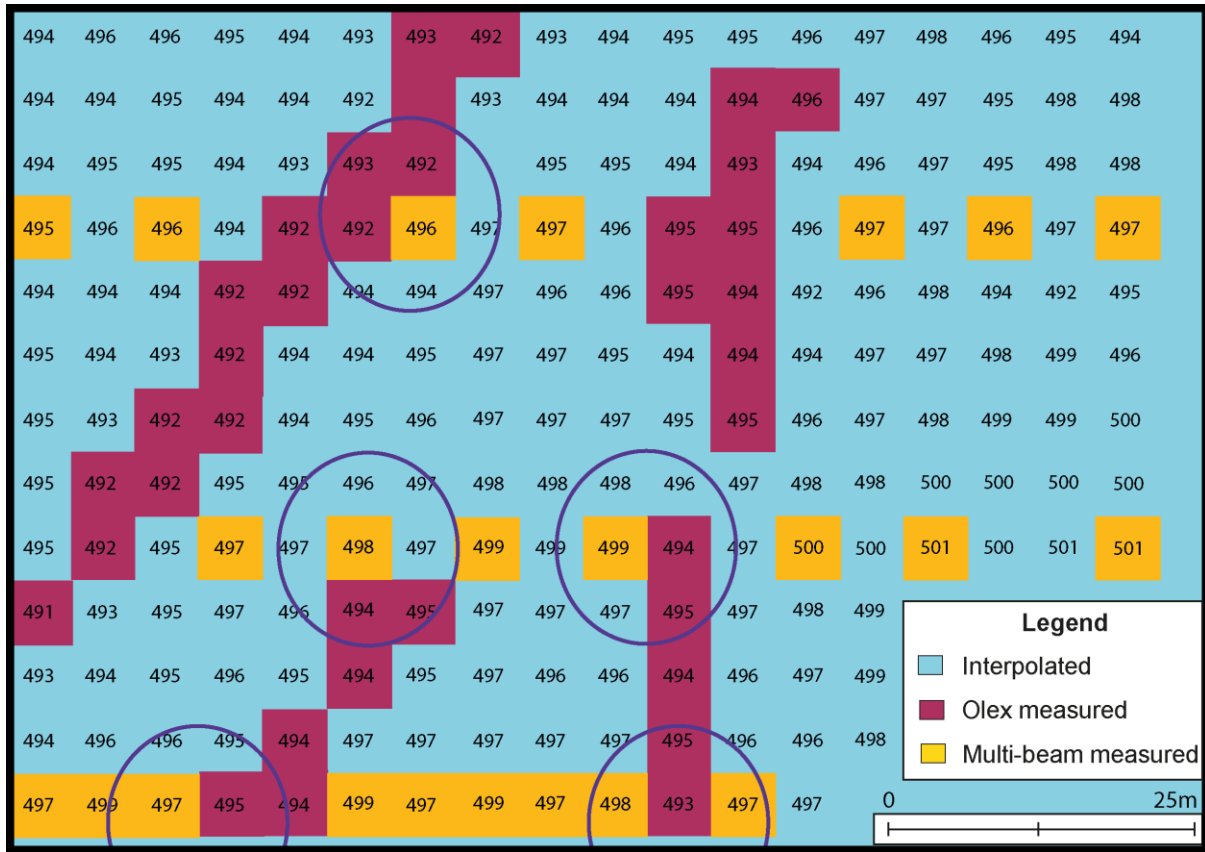 494 496 496 495 494 493 493 492 493 494 495 495 496 497 498 496 495 494
494 494 495 494 494 492 493 494 494 494 494 496 497 497 495 498 498
494 495 495 494 493 493 492 495 495 494 493 494 496 497 495 498 498
495 496 496 494 492 492 496 497 497 496 495 495 496 497 497 496 497 497
494 494 494 492 492 494 494 497 496 496 495 494 492 496 498 494 492 495
495 494 493 492 494 494 495 497 497 495 494 494 494 497 497 498 499 496
495 493 492 492 494 495 496 497 497 497 495 495 496 497 498 499 499 500
495 492 492 495 495 496 497 498 498 498 496 497 498 498 500 500 500 500
495 492 495 497 497 498 497 499 499 499 494 497 500 500 501 500 501 501
491 493 495 497 496 494 495 497 497 497 495 497 498 499
493 494 495 496 495 494 495 497 496 496 494 496 497 499
494 496 496 495 494 497 497 497 497 497 495 496 496 498
497 499 497 495 494 499 497 499 497 498 493 497 497
Legend
Interpolated
Olex measured
Multi-beam measured
0 25m